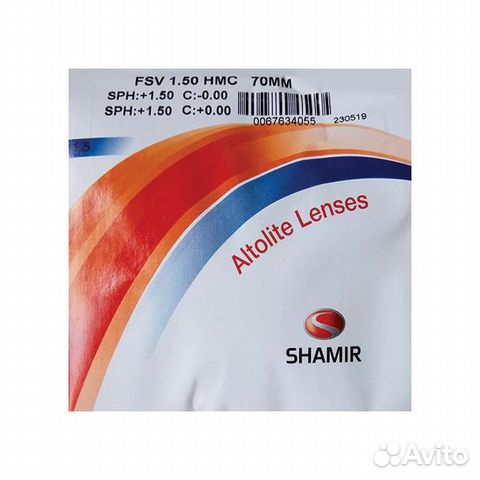 FSV 1.50 HMC 70MM
SPH:+1.50 C:-0.00
SPH:+1.50 C:+0.00
0067634055
230519
1.5
Altolite Lenses
SHAMIR
Avito